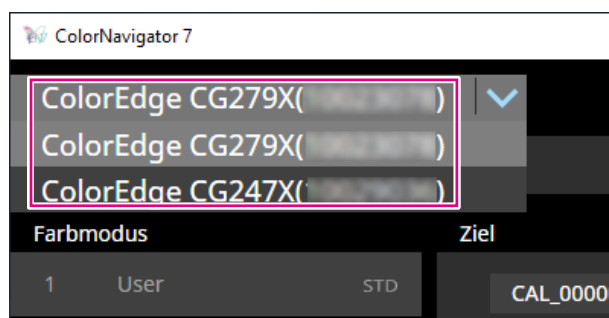 ColorNavigator 7
ColorEdge CG279X( )
ColorEdge CG279X( )
ColorEdge CG247X( )
Farbmodus Ziel
1 User STD CAL_0000